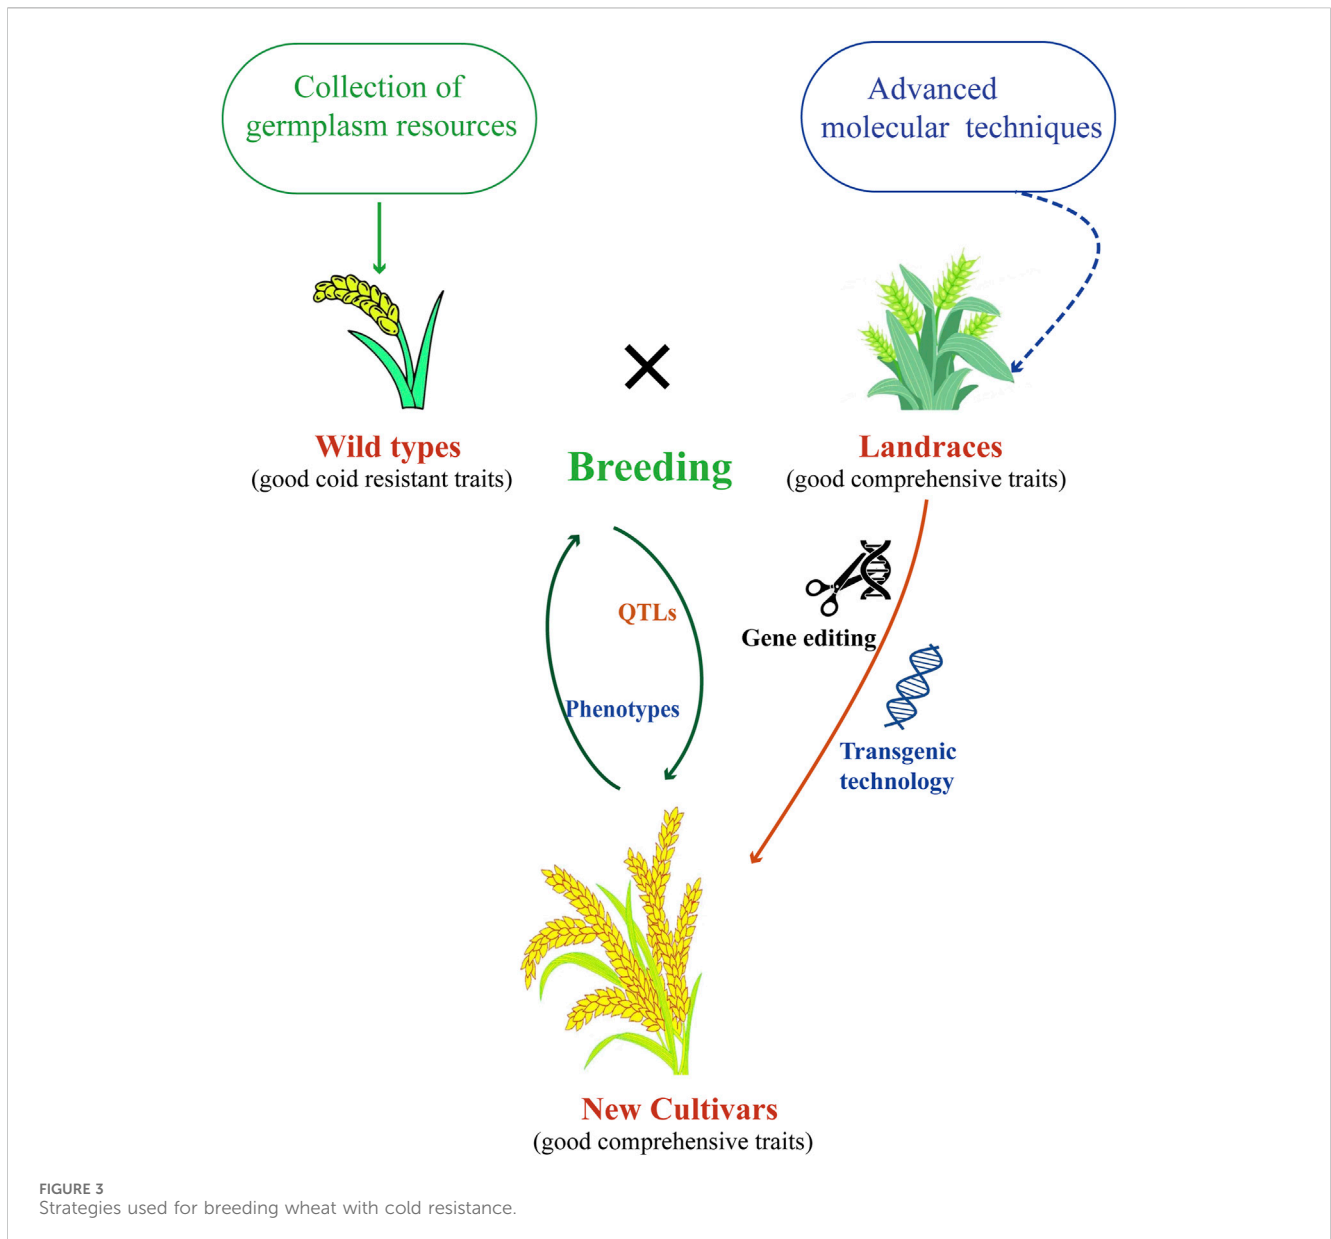 Collection of
germplasm resources
Advanced
molecular techniques
Wild types
(good coid resistant traits)
Breeding
Landraces
(good comprehensive traits)
QTLs
Gene editing
Phenotypes
Transgenic
technology
New Cultivars
(good comprehensive traits)
FIGURE 3
Strategies used for breeding wheat with cold resistance.